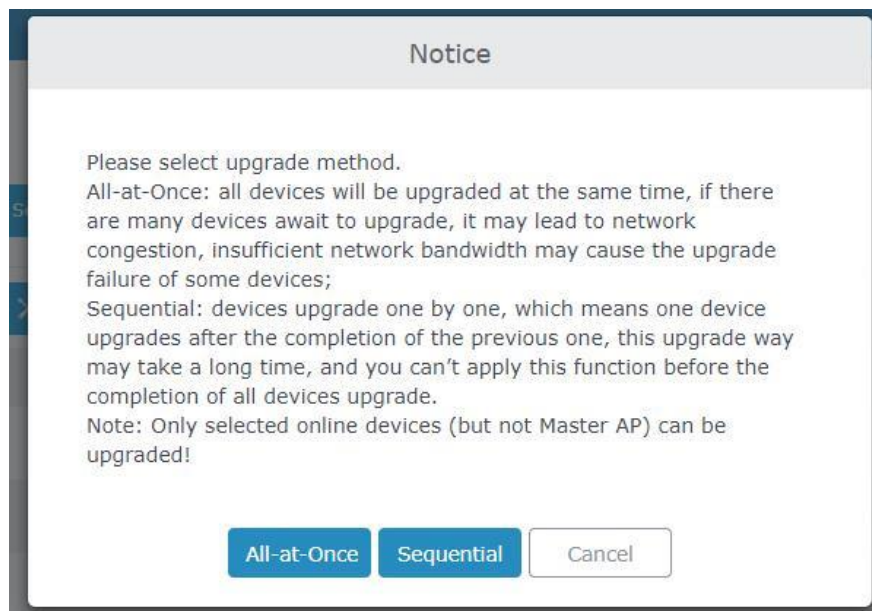 Notice
Please select upgrade method.
All-at-Once: all devices will be upgraded at the same time, if there
are many devices await to upgrade, it may lead to network
congestion, insufficient network bandwidth may cause the upgrade
failure of some devices;
Sequential: devices upgrade one by one, which means one device
upgrades after the completion of the previous one, this upgrade way
may take a long time, and you can’t apply this function before the
completion of all devices upgrade.
Note: Only selected online devices (but not Master AP) can be
upgraded!
All-at-Once Sequential Cancel